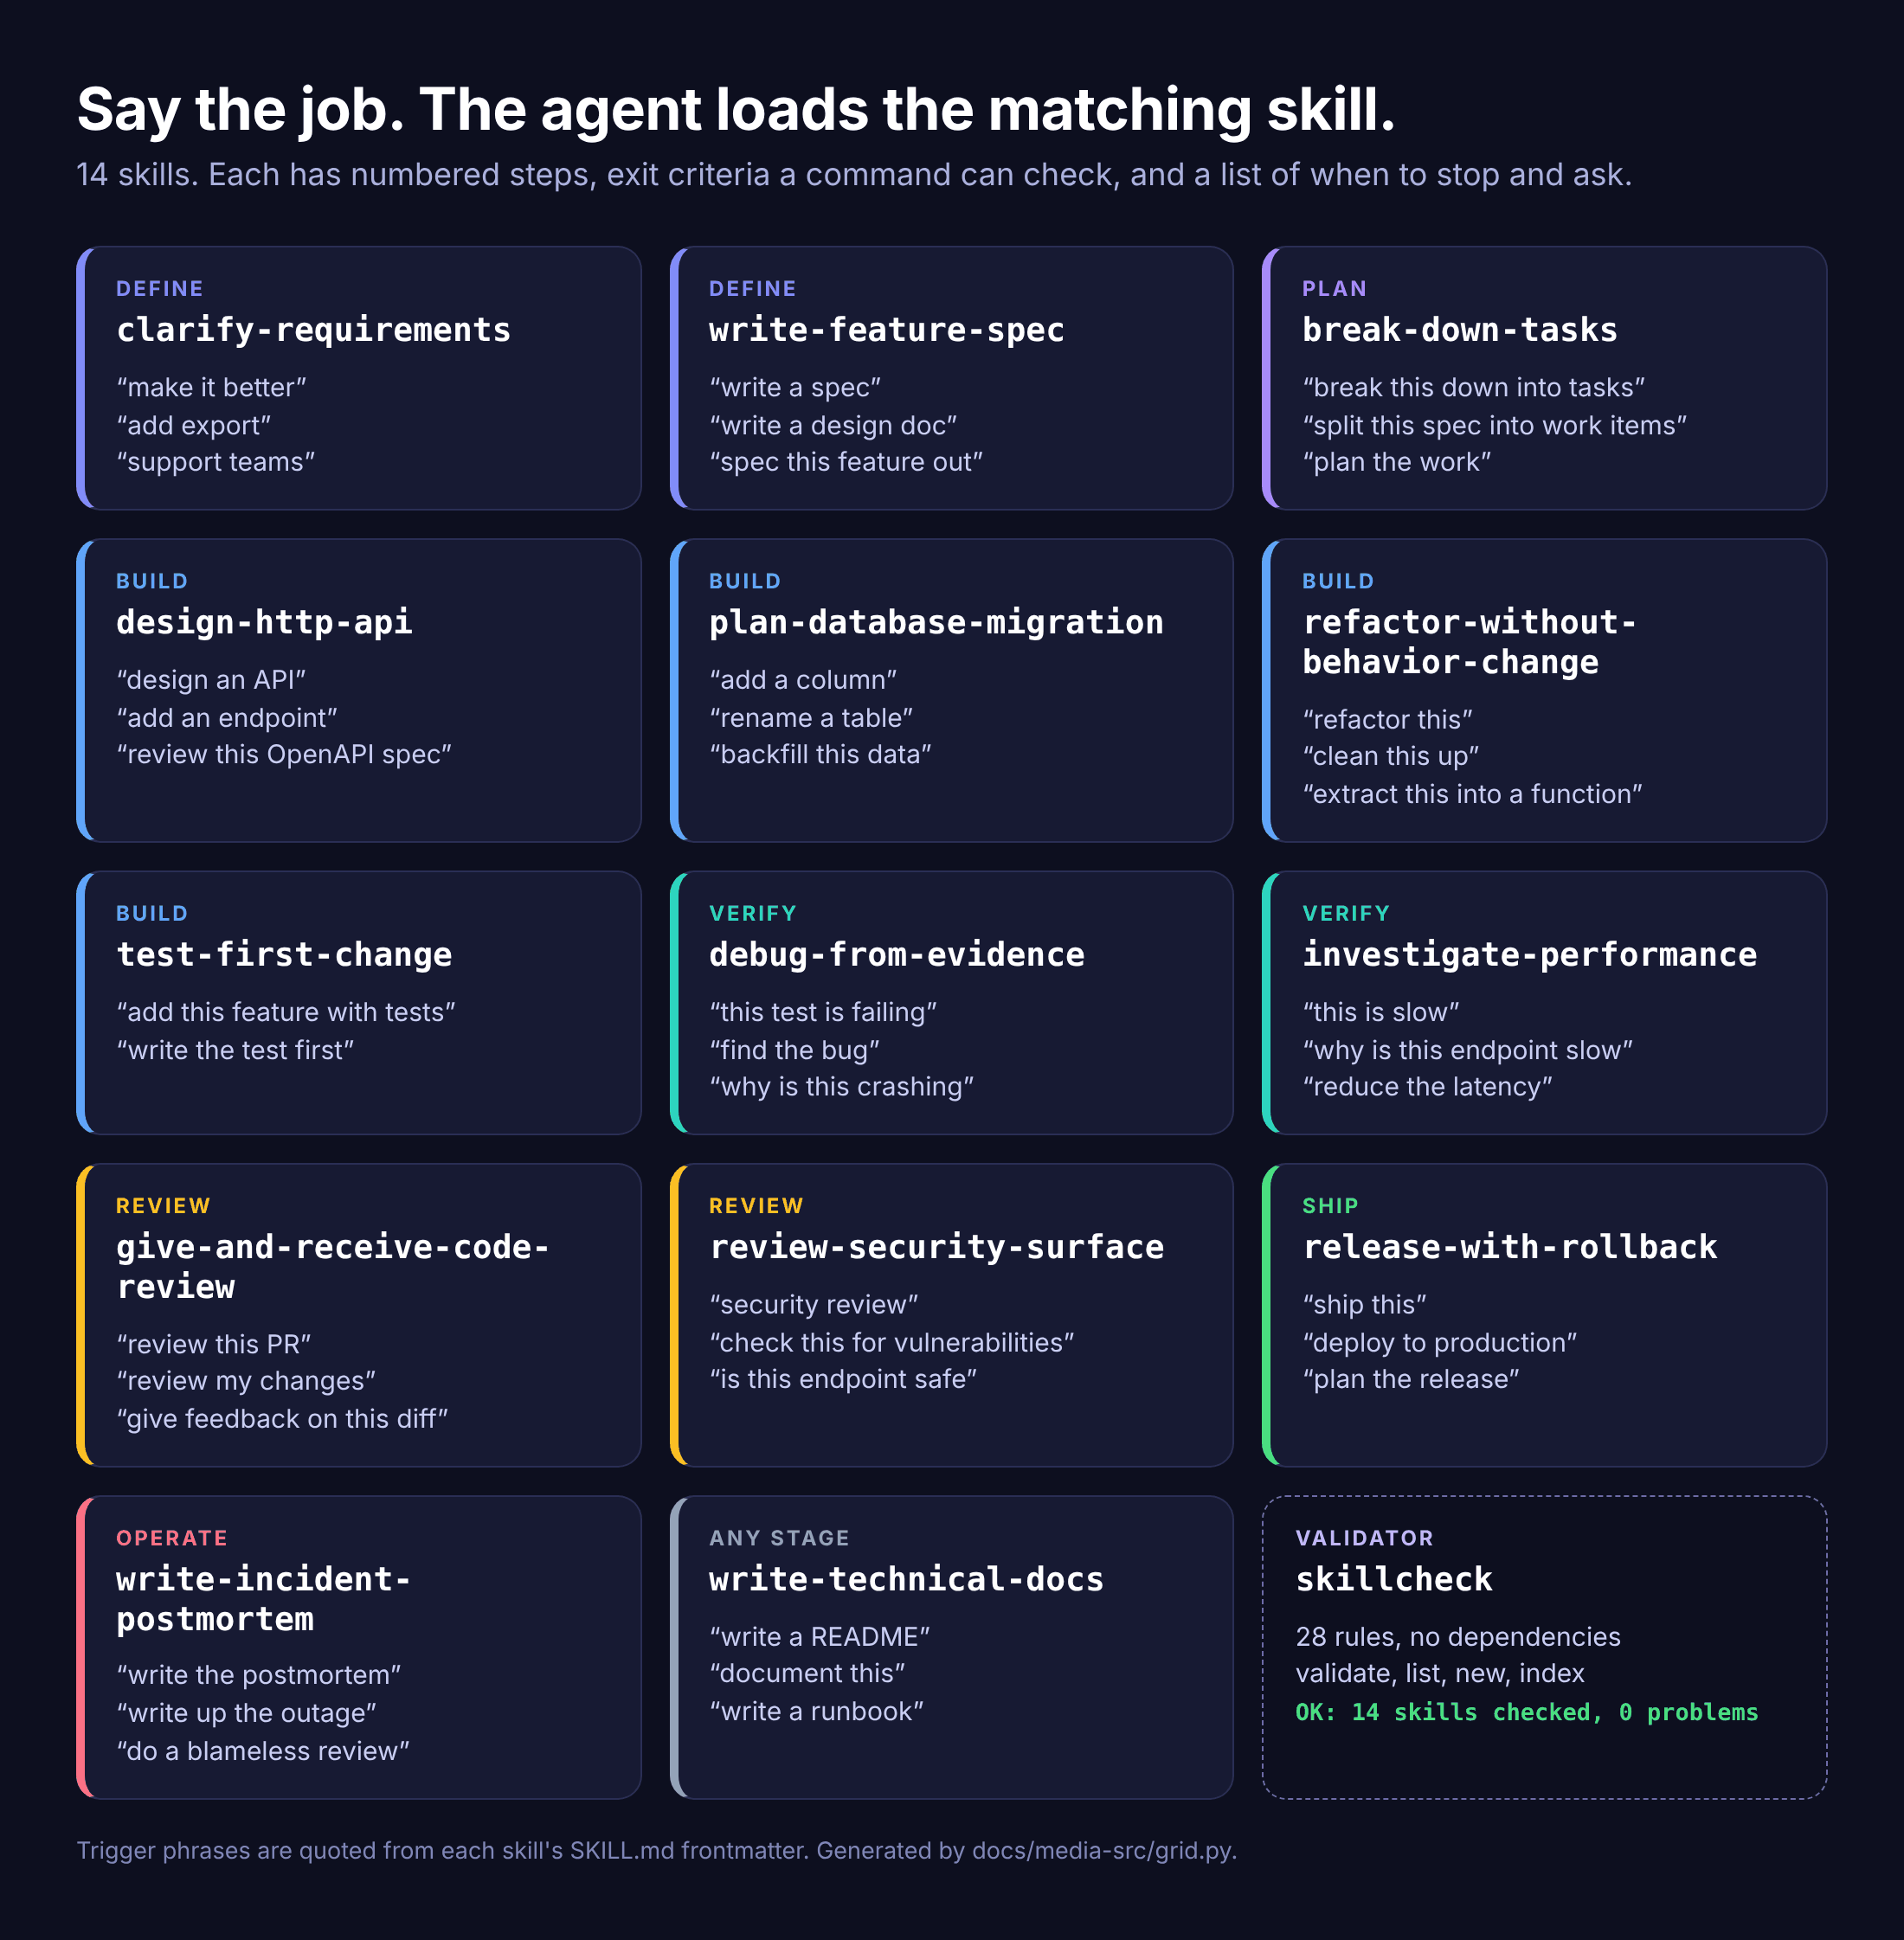 Say the job. The agent loads the matching skill.
14 skills. Each has numbered steps, exit criteria a command can check, and a list of when to stop and ask.
DEFINE
clarify-requirements
“make it better”
“add export”
“support teams”
DEFINE
write-feature-spec
“write a spec”
“write a design doc”
“spec this feature out”
PLAN
break-down-tasks
“break this down into tasks”
“split this spec into work items”
“plan the work”
BUILD
design-http-api
“design an API”
“add an endpoint”
“review this OpenAPI spec”
BUILD
plan-database-migration
“add a column”
“rename a table”
“backfill this data”
BUILD
refactor-without-
behavior-change
“refactor this”
“clean this up”
“extract this into a function”
BUILD
test-first-change
“add this feature with tests”
“write the test first”
VERIFY
debug-from-evidence
“this test is failing”
“find the bug”
“why is this crashing”
VERIFY
investigate-performance
“this is slow”
“why is this endpoint slow”
“reduce the latency”
REVIEW
give-and-receive-code-
review
“review this PR”
“review my changes”
“give feedback on this diff”
REVIEW
review-security-surface
“security review”
“check this for vulnerabilities”
“is this endpoint safe”
SHIP
release-with-rollback
“ship this”
“deploy to production”
“plan the release”
OPERATE
write-incident-
postmortem
“write the postmortem”
“write up the outage”
“do a blameless review”
ANY STAGE
write-technical-docs
“write a README”
“document this”
“write a runbook”
VALIDATOR
skillcheck
28 rules, no dependencies
validate, list, new, index
OK: 14 skills checked, 0 problems
Trigger phrases are quoted from each skill's SKILL.md frontmatter. Generated by docs/media-src/grid.py.